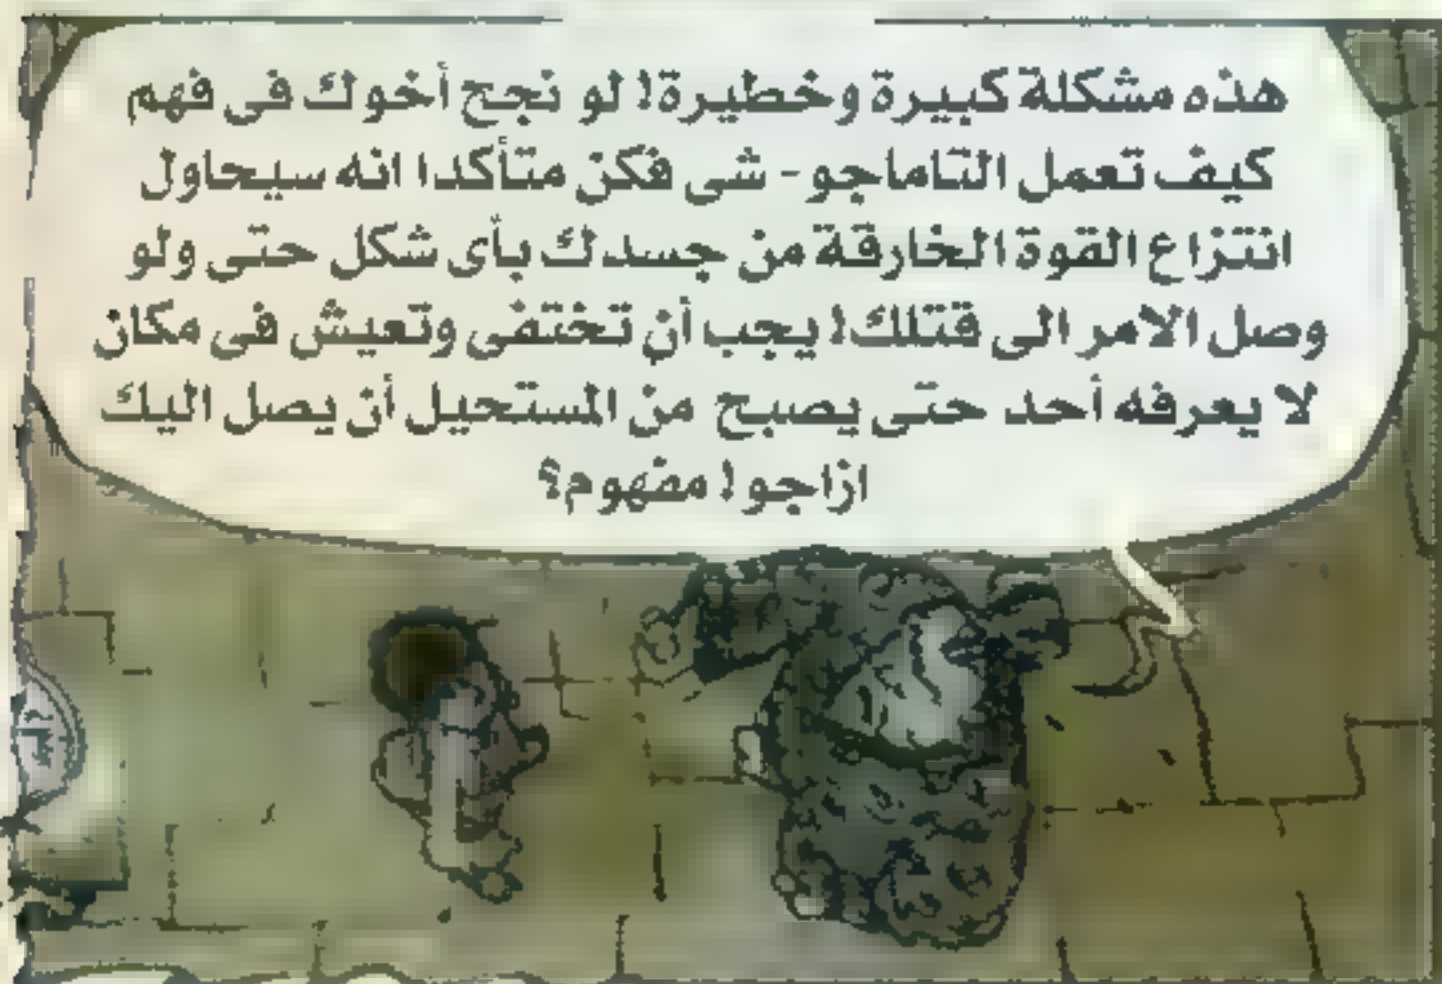 هذه مشكلة كبيرة وخطيرة! لو نجح أخوك فى فهم
كيف تعمل التاماجو - شى فكن متأكدا انه سيحاول
انتزاع القوة الخارقة من جسدك بأى شكل حتى ولو
وصل الامر الى قتلك! يجب أن تختفى وتعيش فى مكان
لا يعرفه أحد حتى يصبح من المستحيل أن يصل اليك
ازاجو! مفهوم؟